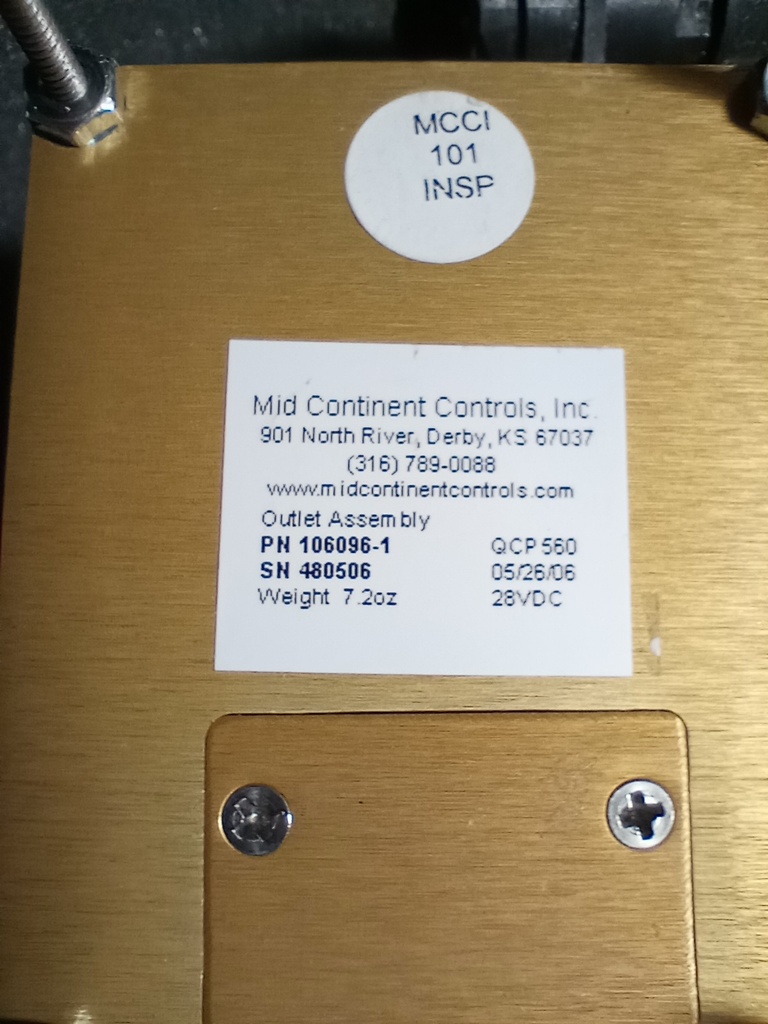 MCCI
101
INSP
Mid Continent Controls, Inc.
901 North River, Derby, KS 67037
(316) 789-0088
www.midcontinentcontrols.com
Outlet Assembly
PN 106096-1 QCP 560
SN 480506 05/26/06
Weight 7.2oz 28VDC